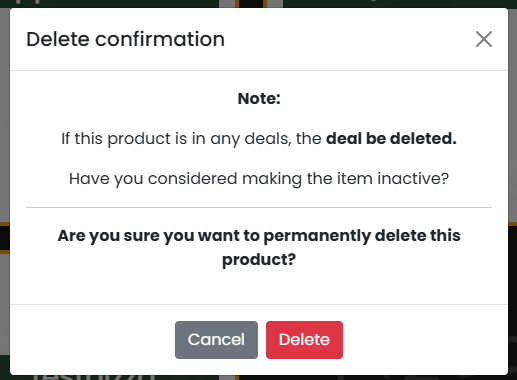 Delete confirmation
Note:
If this product is in any deals, the deal be deleted.
Have you considered making the item inactive?
Are you sure you want to permanently delete this
product?
Cancel
Delete